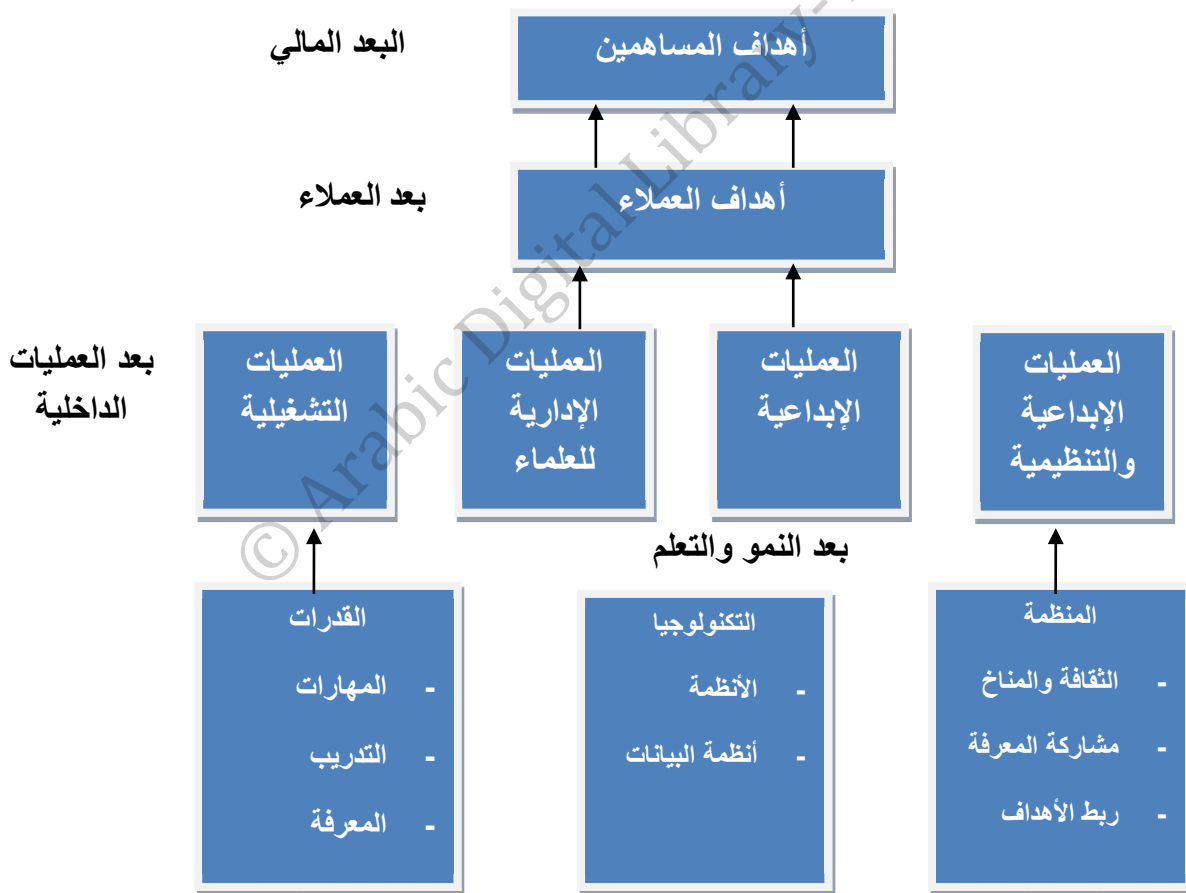 البعد المالي
أهداف المساهمين
بعد العملاء
أهداف العملاء
بعد العمليات
الداخلية
العمليات
الإبداعية
والتنظيمية
العمليات
الإبداعية
العمليات
الإدارية
للعلماء
العمليات
التشغيلية
بعد النمو والتعلم
المنظمة
- الثقافة والمناخ
- مشاركة المعرفة
- ربط الأهداف
التكنولوجيا
- الأنظمة
- أنظمة البيانات
القدرات
- المهارات
- التدريب
- المعرفة
© Arabic Digital Library-